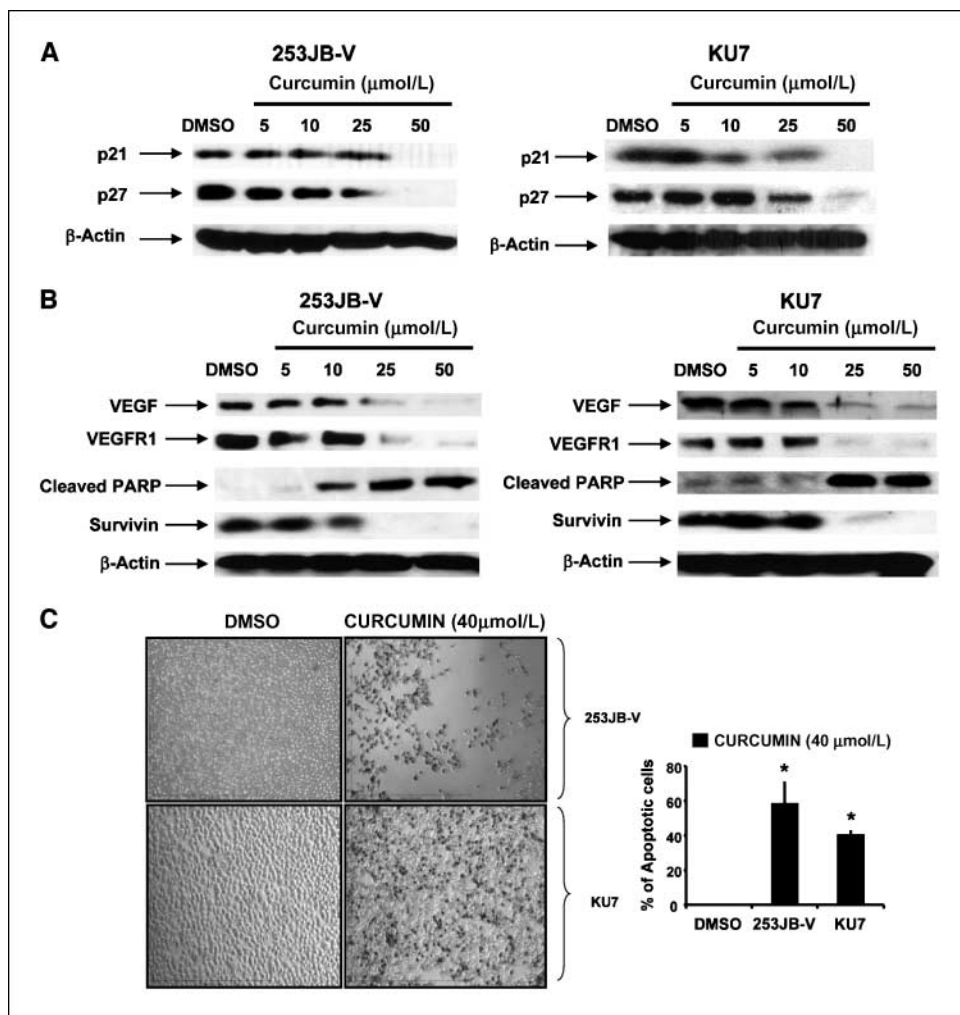 A
253JB-V
Curcumin (μmol/L)
DMSO 5 10 25 50
p21
p27
β-Actin
KU7
Curcumin (μmol/L)
DMSO 5 10 25 50
p21
p27
β-Actin
B
253JB-V
Curcumin (μmol/L)
DMSO 5 10 25 50
VEGF
VEGFR1
Cleaved PARP
Survivin
β-Actin
KU7
Curcumin (μmol/L)
DMSO 5 10 25 50
VEGF
VEGFR1
Cleaved PARP
Survivin
β-Actin
C
DMSO CURCUMIN (40μmol/L)
253JB-V
KU7
CURCUMIN (40 μmol/L)
% of Apoptotic cells
80
60
40
20
0
* *
DMSO 253JB-V KU7